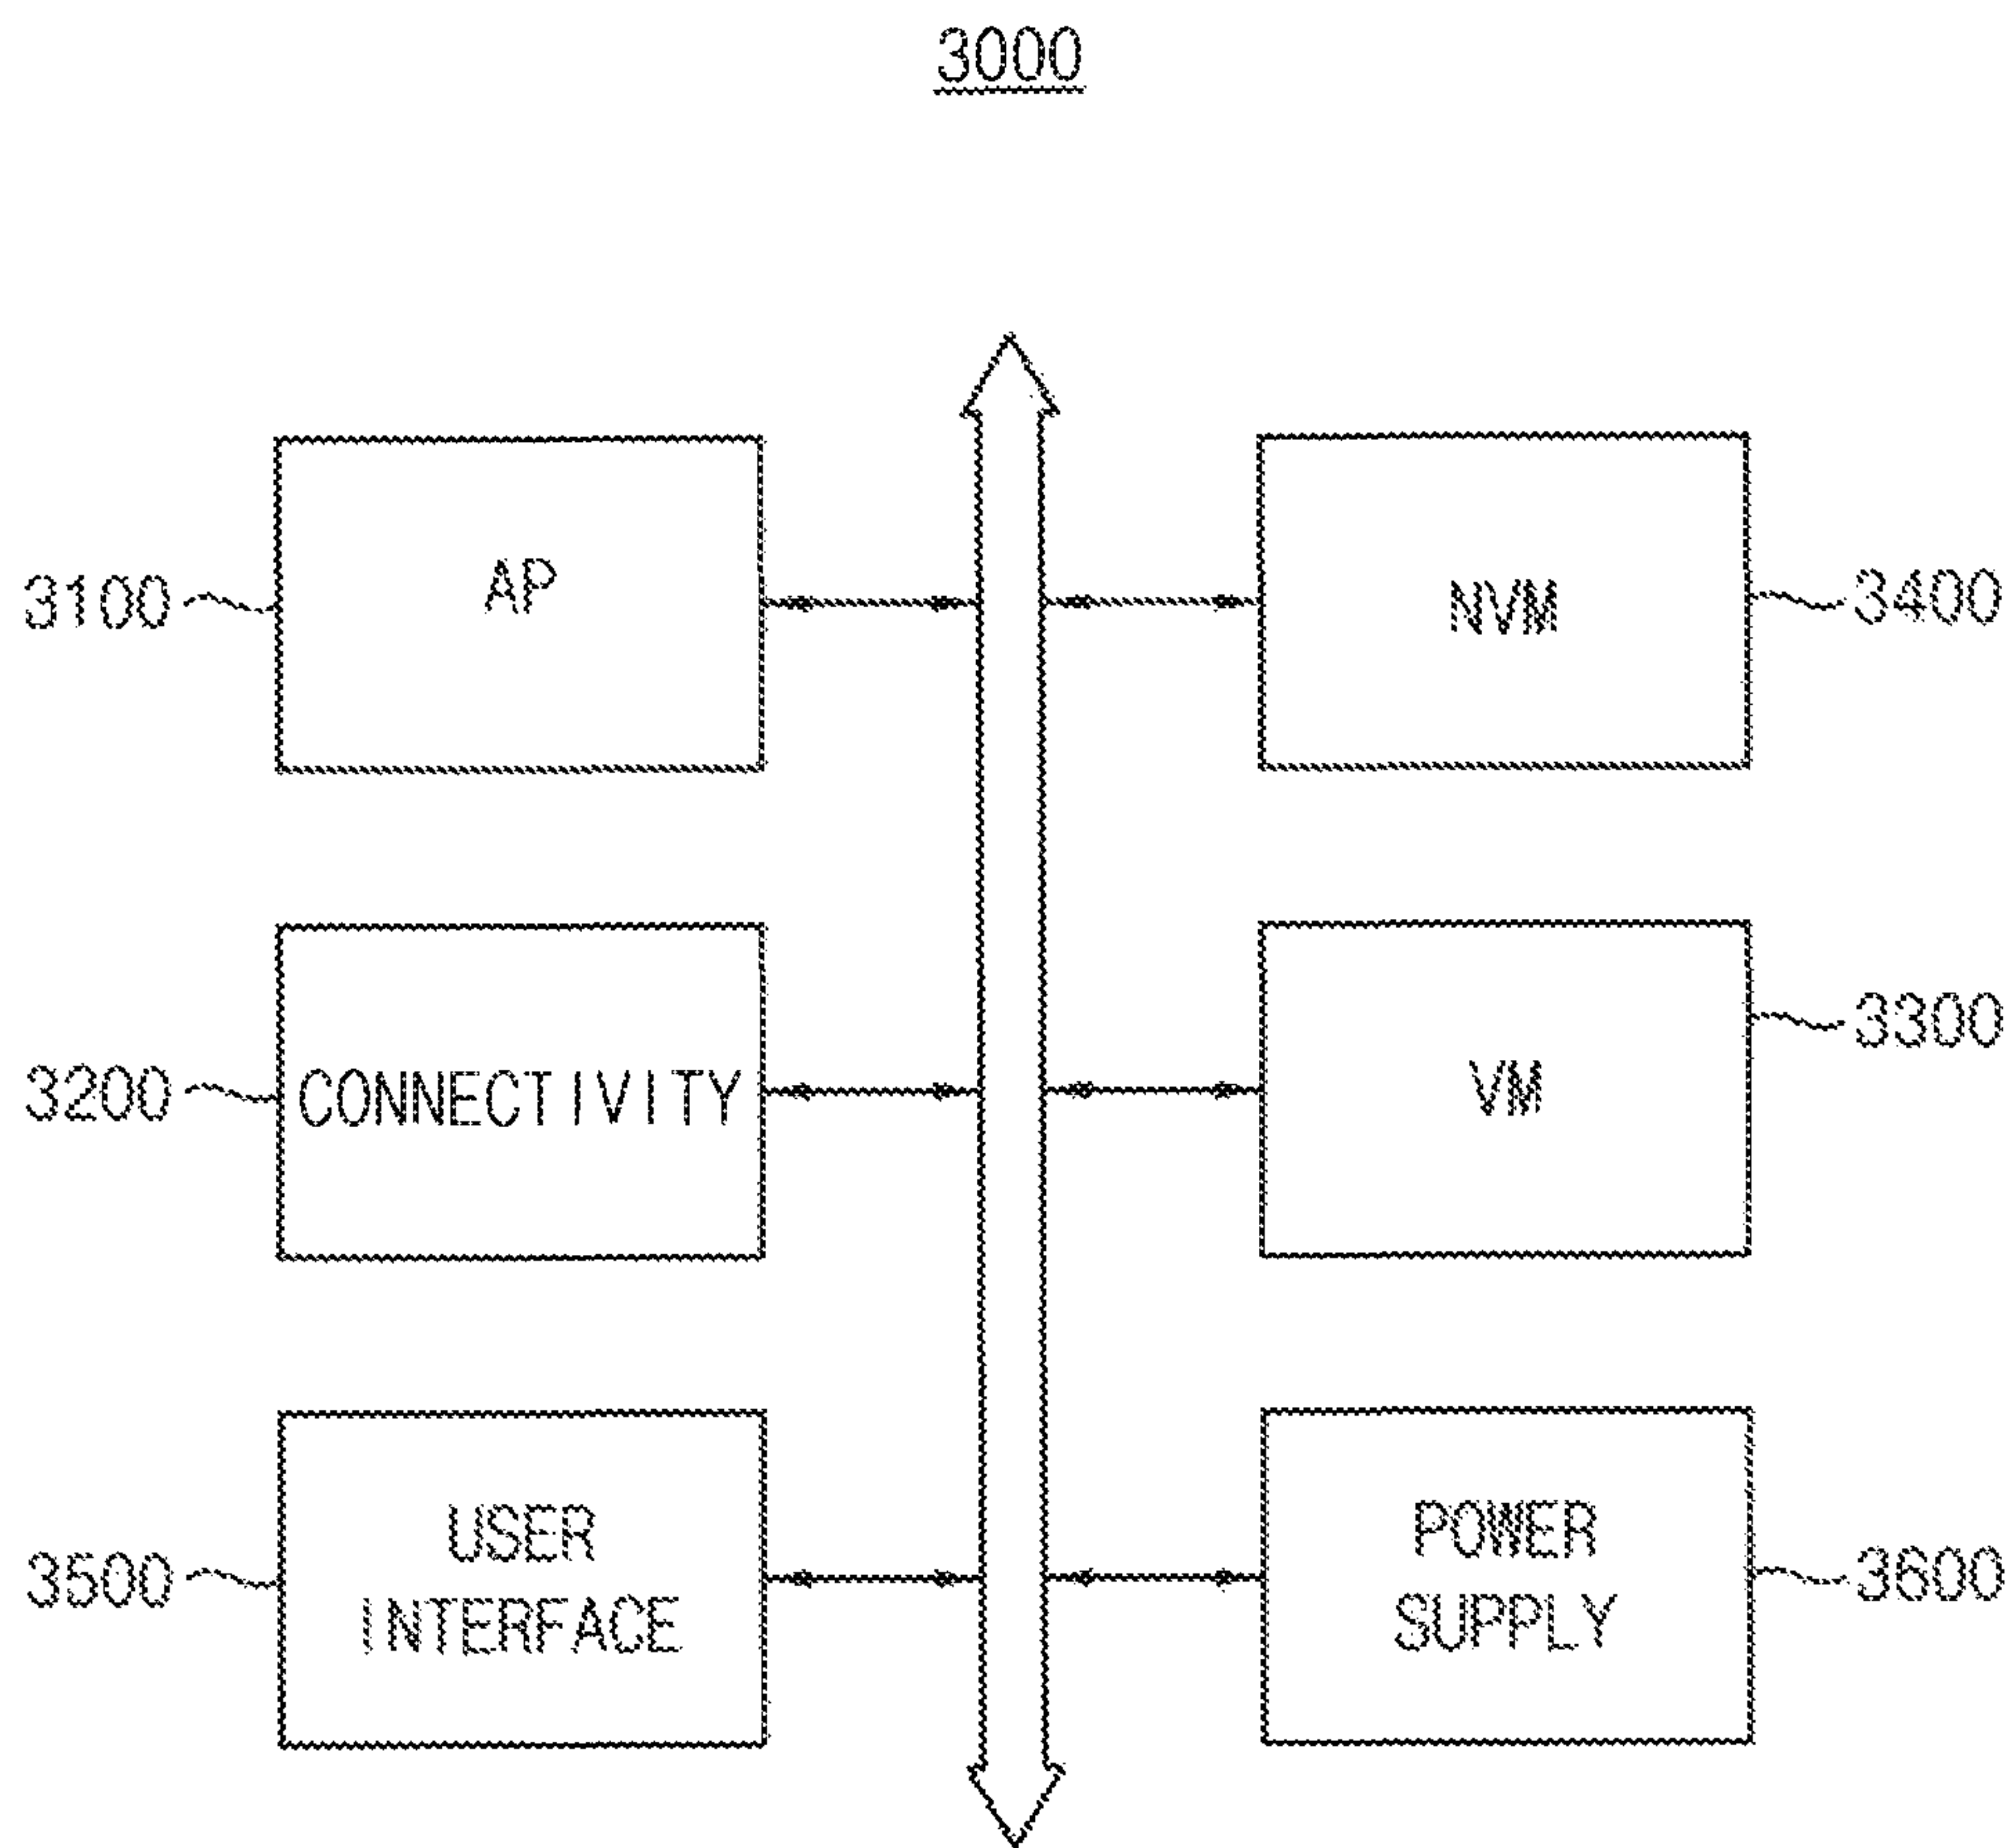 3000
3100
AP
NVM
3400
3200
CONNECTIVITY
VM
3300
3500
USER
INTERFACE
POWER
SUPPLY
3600